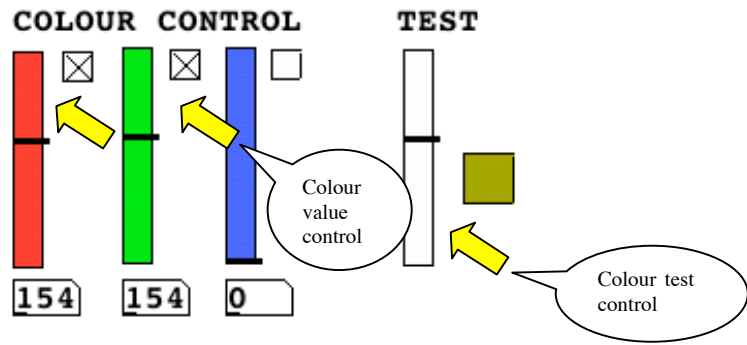 COLOUR CONTROL TEST
Colour
value
control
Colour test
control
154 154 0